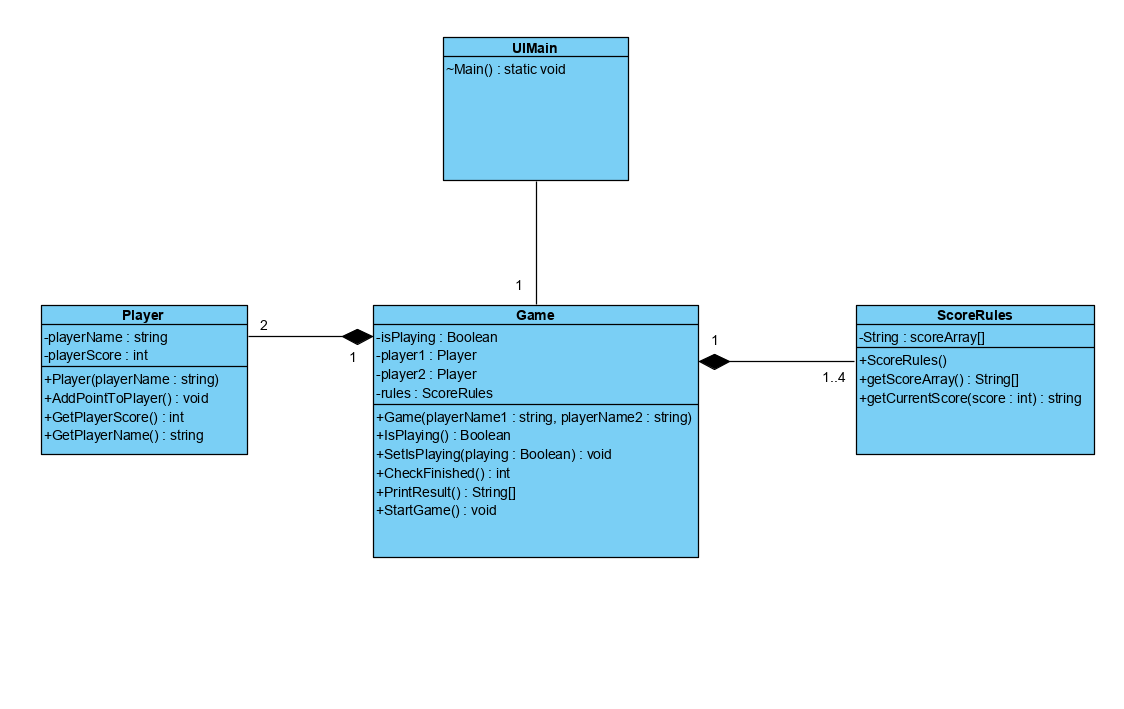 UIMain
~Main() : static void
1
Player
-playerName : string
-playerScore : int
+Player(playerName : string)
+AddPointToPlayer() : void
+GetPlayerScore() : int
+GetPlayerName() : string
2
1
Game
-isPlaying : Boolean
-player1 : Player
-player2 : Player
-rules : ScoreRules
+Game(playerName1 : string, playerName2 : string)
+IsPlaying() : Boolean
+SetIsPlaying(playing : Boolean) : void
+CheckFinished() : int
+PrintResult() : String[]
+StartGame() : void
1
1..4
ScoreRules
-String : scoreArray[]
+ScoreRules()
+getScoreArray() : String[]
+getCurrentScore(score : int) : string